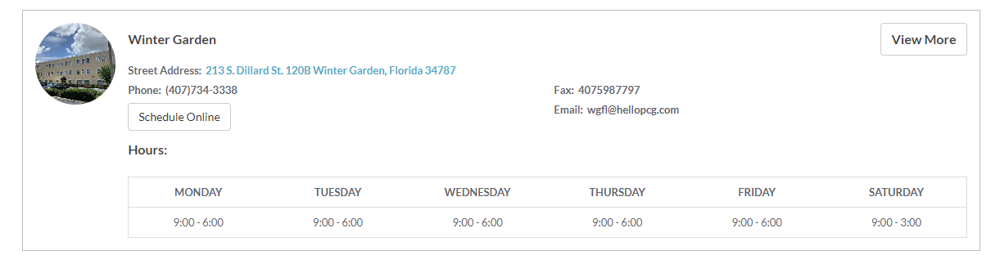 Winter Garden
View More
Street Address: 213 S. Dillard St. 120B Winter Garden, Florida 34787
Phone: (407)734-3338
Fax: 4075987797
Email: wgfl@hellopcg.com
Schedule Online
Hours:
MONDAY TUESDAY WEDNESDAY THURSDAY FRIDAY SATURDAY
9:00 - 6:00 9:00 - 6:00 9:00 - 6:00 9:00 - 6:00 9:00 - 6:00 9:00 - 3:00